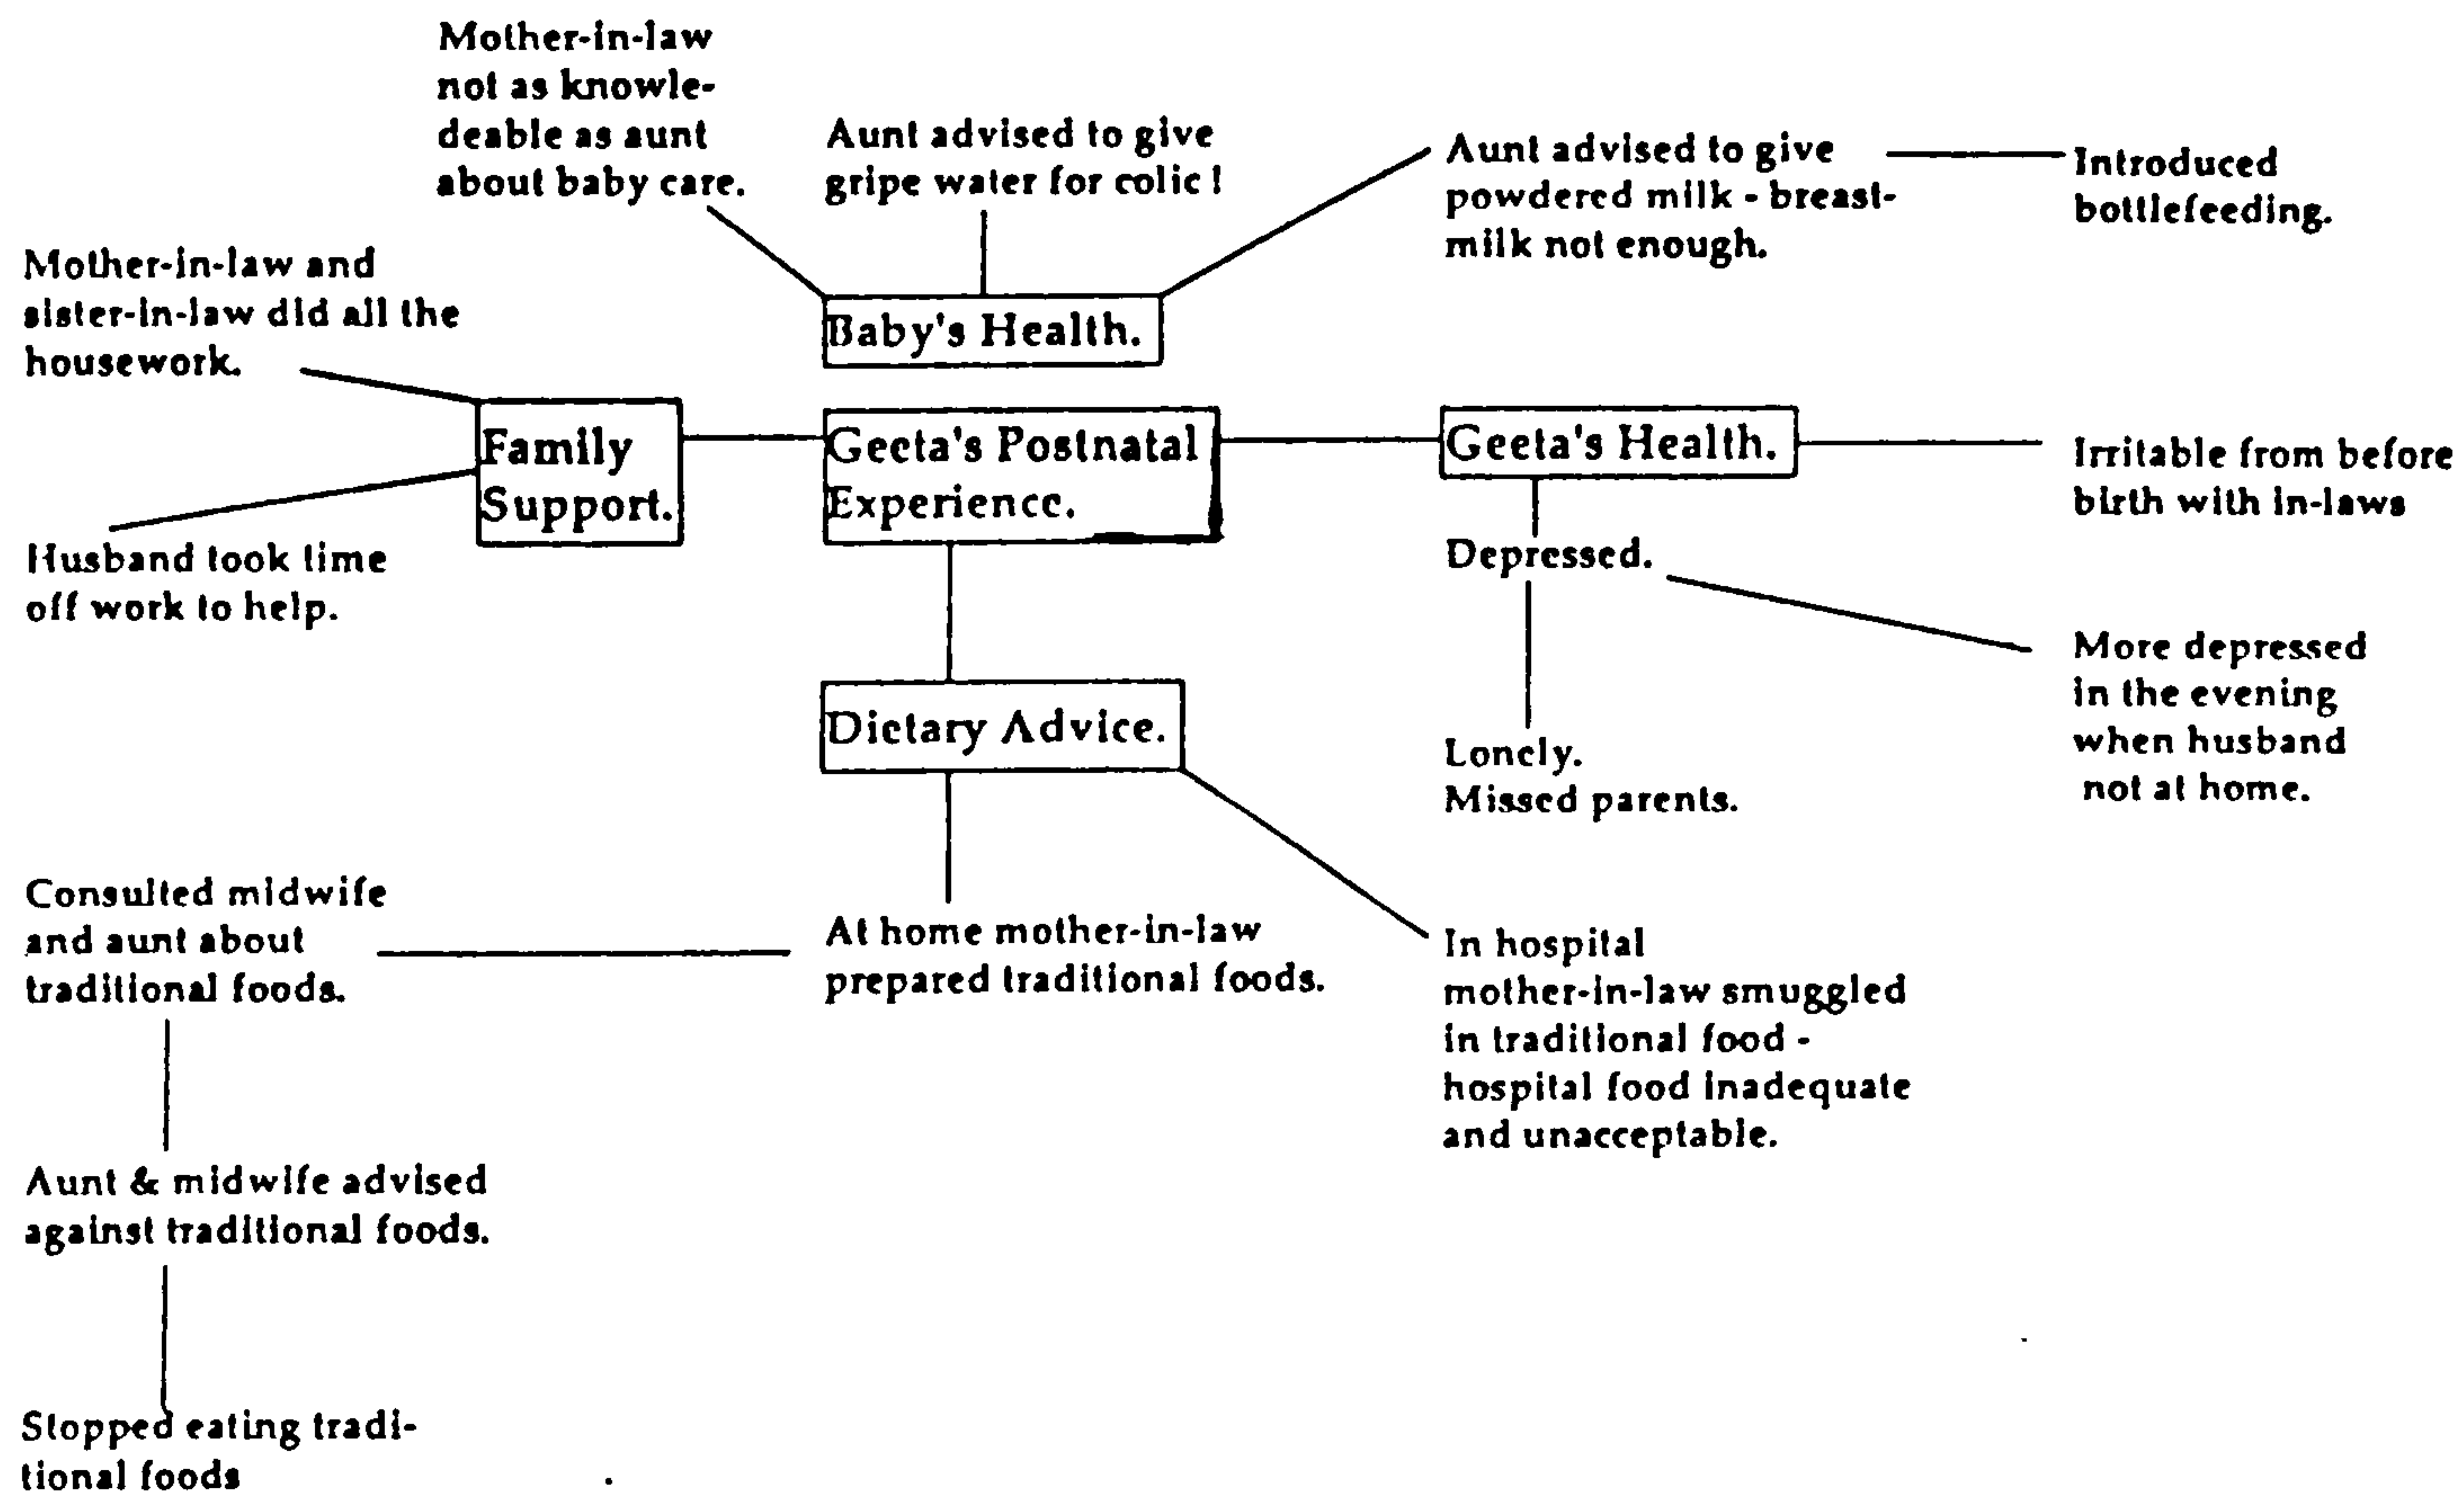 Mother-in-law
not as knowle-
deable as aunt
about baby care.
Aunt advised to give
gripe water for colic !
Aunt advised to give
powdered milk - breast-
milk not enough.
Introduced
bottlefeeding.
Mother-in-law and
sister-in-law did all the
housework.
Baby's Health.
Family
Support.
Geeta's Postnatal
Experience.
Geeta's Health.
Irritable from before
birth with in-laws
Husband took time
off work to help.
Depressed.
More depressed
in the evening
when husband
not at home.
Dietary Advice.
Lonely.
Missed parents.
Consulted midwife
and aunt about
traditional foods.
At home mother-in-law
prepared traditional foods.
In hospital
mother-in-law smuggled
in traditional food -
hospital food inadequate
and unacceptable.
Aunt & midwife advised
against traditional foods.
Stopped eating tradi-
tional foods